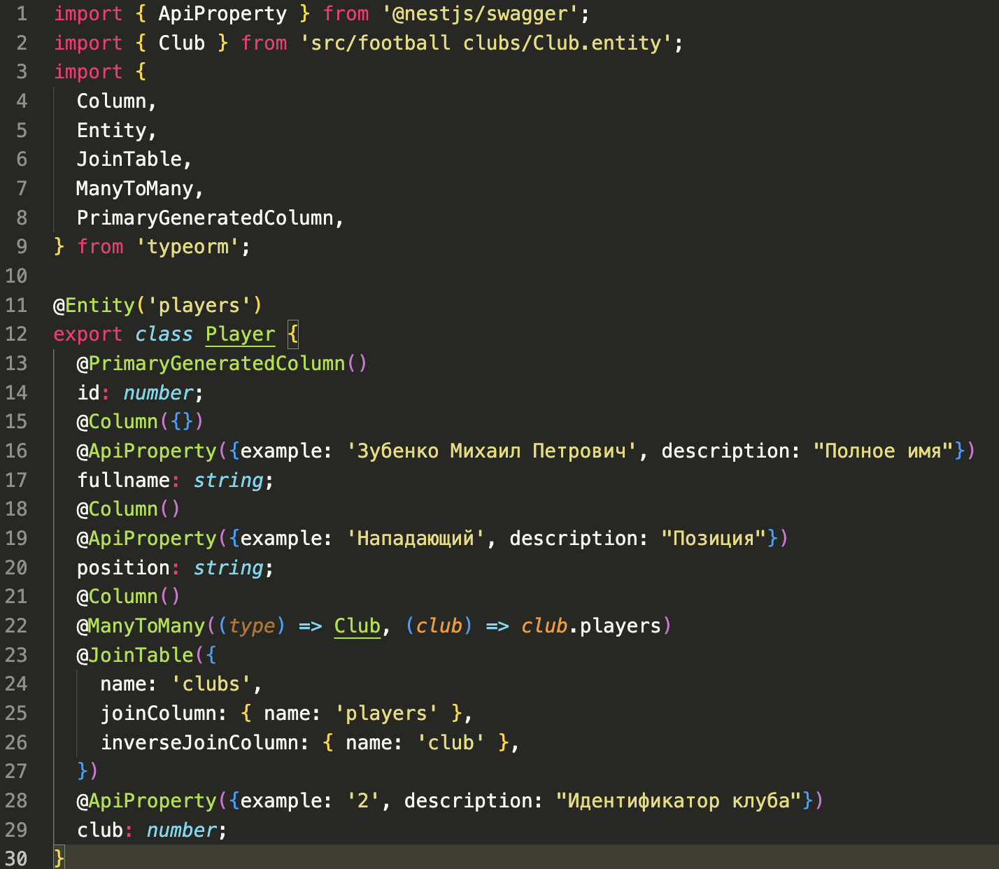 1 import { ApiProperty } from '@nestjs/swagger';
2 import { Club } from 'src/football clubs/Club.entity';
3 import {
4   Column,
5   Entity,
6   JoinTable,
7   ManyToMany,
8   PrimaryGeneratedColumn,
9 } from 'typeorm';
10
11 @Entity('players')
12 export class Player {
13   @PrimaryGeneratedColumn()
14   id: number;
15   @Column({})
16   @ApiProperty({example: 'Зубенко Михаил Петрович', description: "Полное имя"})
17   fullname: string;
18   @Column()
19   @ApiProperty({example: 'Нападающий', description: "Позиция"})
20   position: string;
21   @Column()
22   @ManyToMany((type) => Club, (club) => club.players)
23   @JoinTable({
24     name: 'clubs',
25     joinColumn: { name: 'players' },
26     inverseJoinColumn: { name: 'club' },
27   })
28   @ApiProperty({example: '2', description: "Идентификатор клуба"})
29   club: number;
30 }